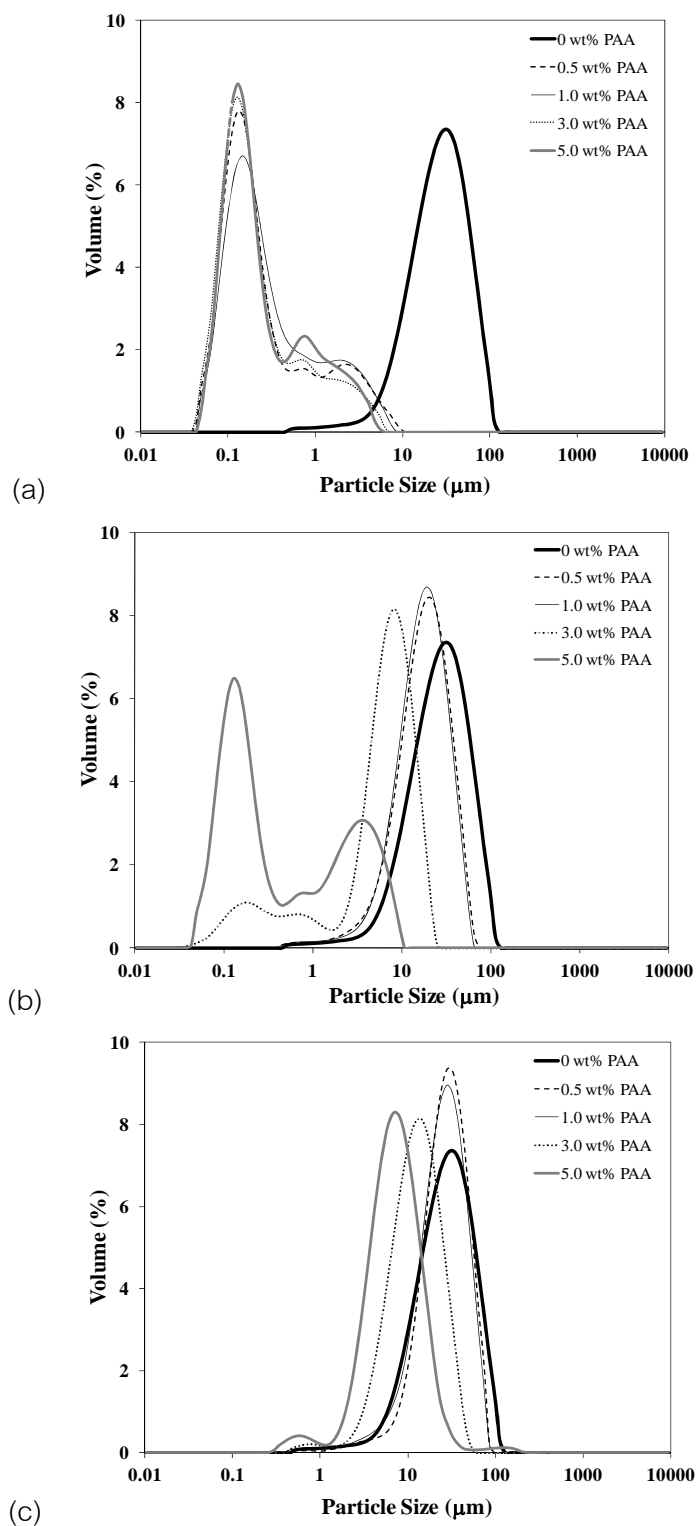 10
8
6
4
2
0
Volume (%)
0 wt% PAA
0.5 wt% PAA
1.0 wt% PAA
3.0 wt% PAA
5.0 wt% PAA
0.01 0.1 1 10 100 1000 10000
Particle Size (μm)
(a)
10
8
6
4
2
0
Volume (%)
0 wt% PAA
0.5 wt% PAA
1.0 wt% PAA
3.0 wt% PAA
5.0 wt% PAA
0.01 0.1 1 10 100 1000 10000
Particle Size (μm)
(b)
10
8
6
4
2
0
Volume (%)
0 wt% PAA
0.5 wt% PAA
1.0 wt% PAA
3.0 wt% PAA
5.0 wt% PAA
0.01 0.1 1 10 100 1000 10000
Particle Size (μm)
(c)